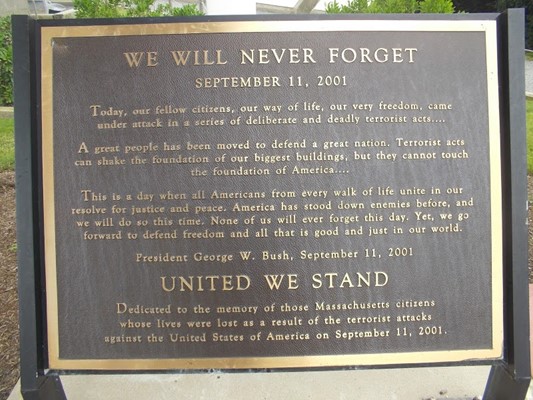 WE WILL NEVER FORGET
SEPTEMBER 11, 2001
Today, our fellow citizens, our way of life, our very freedom, came
under attack in a series of deliberate and deadly terrorist acts....
A great people has been moved to defend a great nation. Terrorist acts
can shake the foundation of our biggest buildings, but they cannot touch
the foundation of America....
This is a day when all Americans from every walk of life unite in our
resolve for justice and peace. America has stood down enemies before, and
we will do so this time. None of us will ever forget this day. Yet, we go
forward to defend freedom and all that is good and just in our world.
President George W. Bush, September 11, 2001
UNITED WE STAND
Dedicated to the memory of those Massachusetts citizens
whose lives were lost as a result of the terrorist attacks
against the United States of America on September 11, 2001.